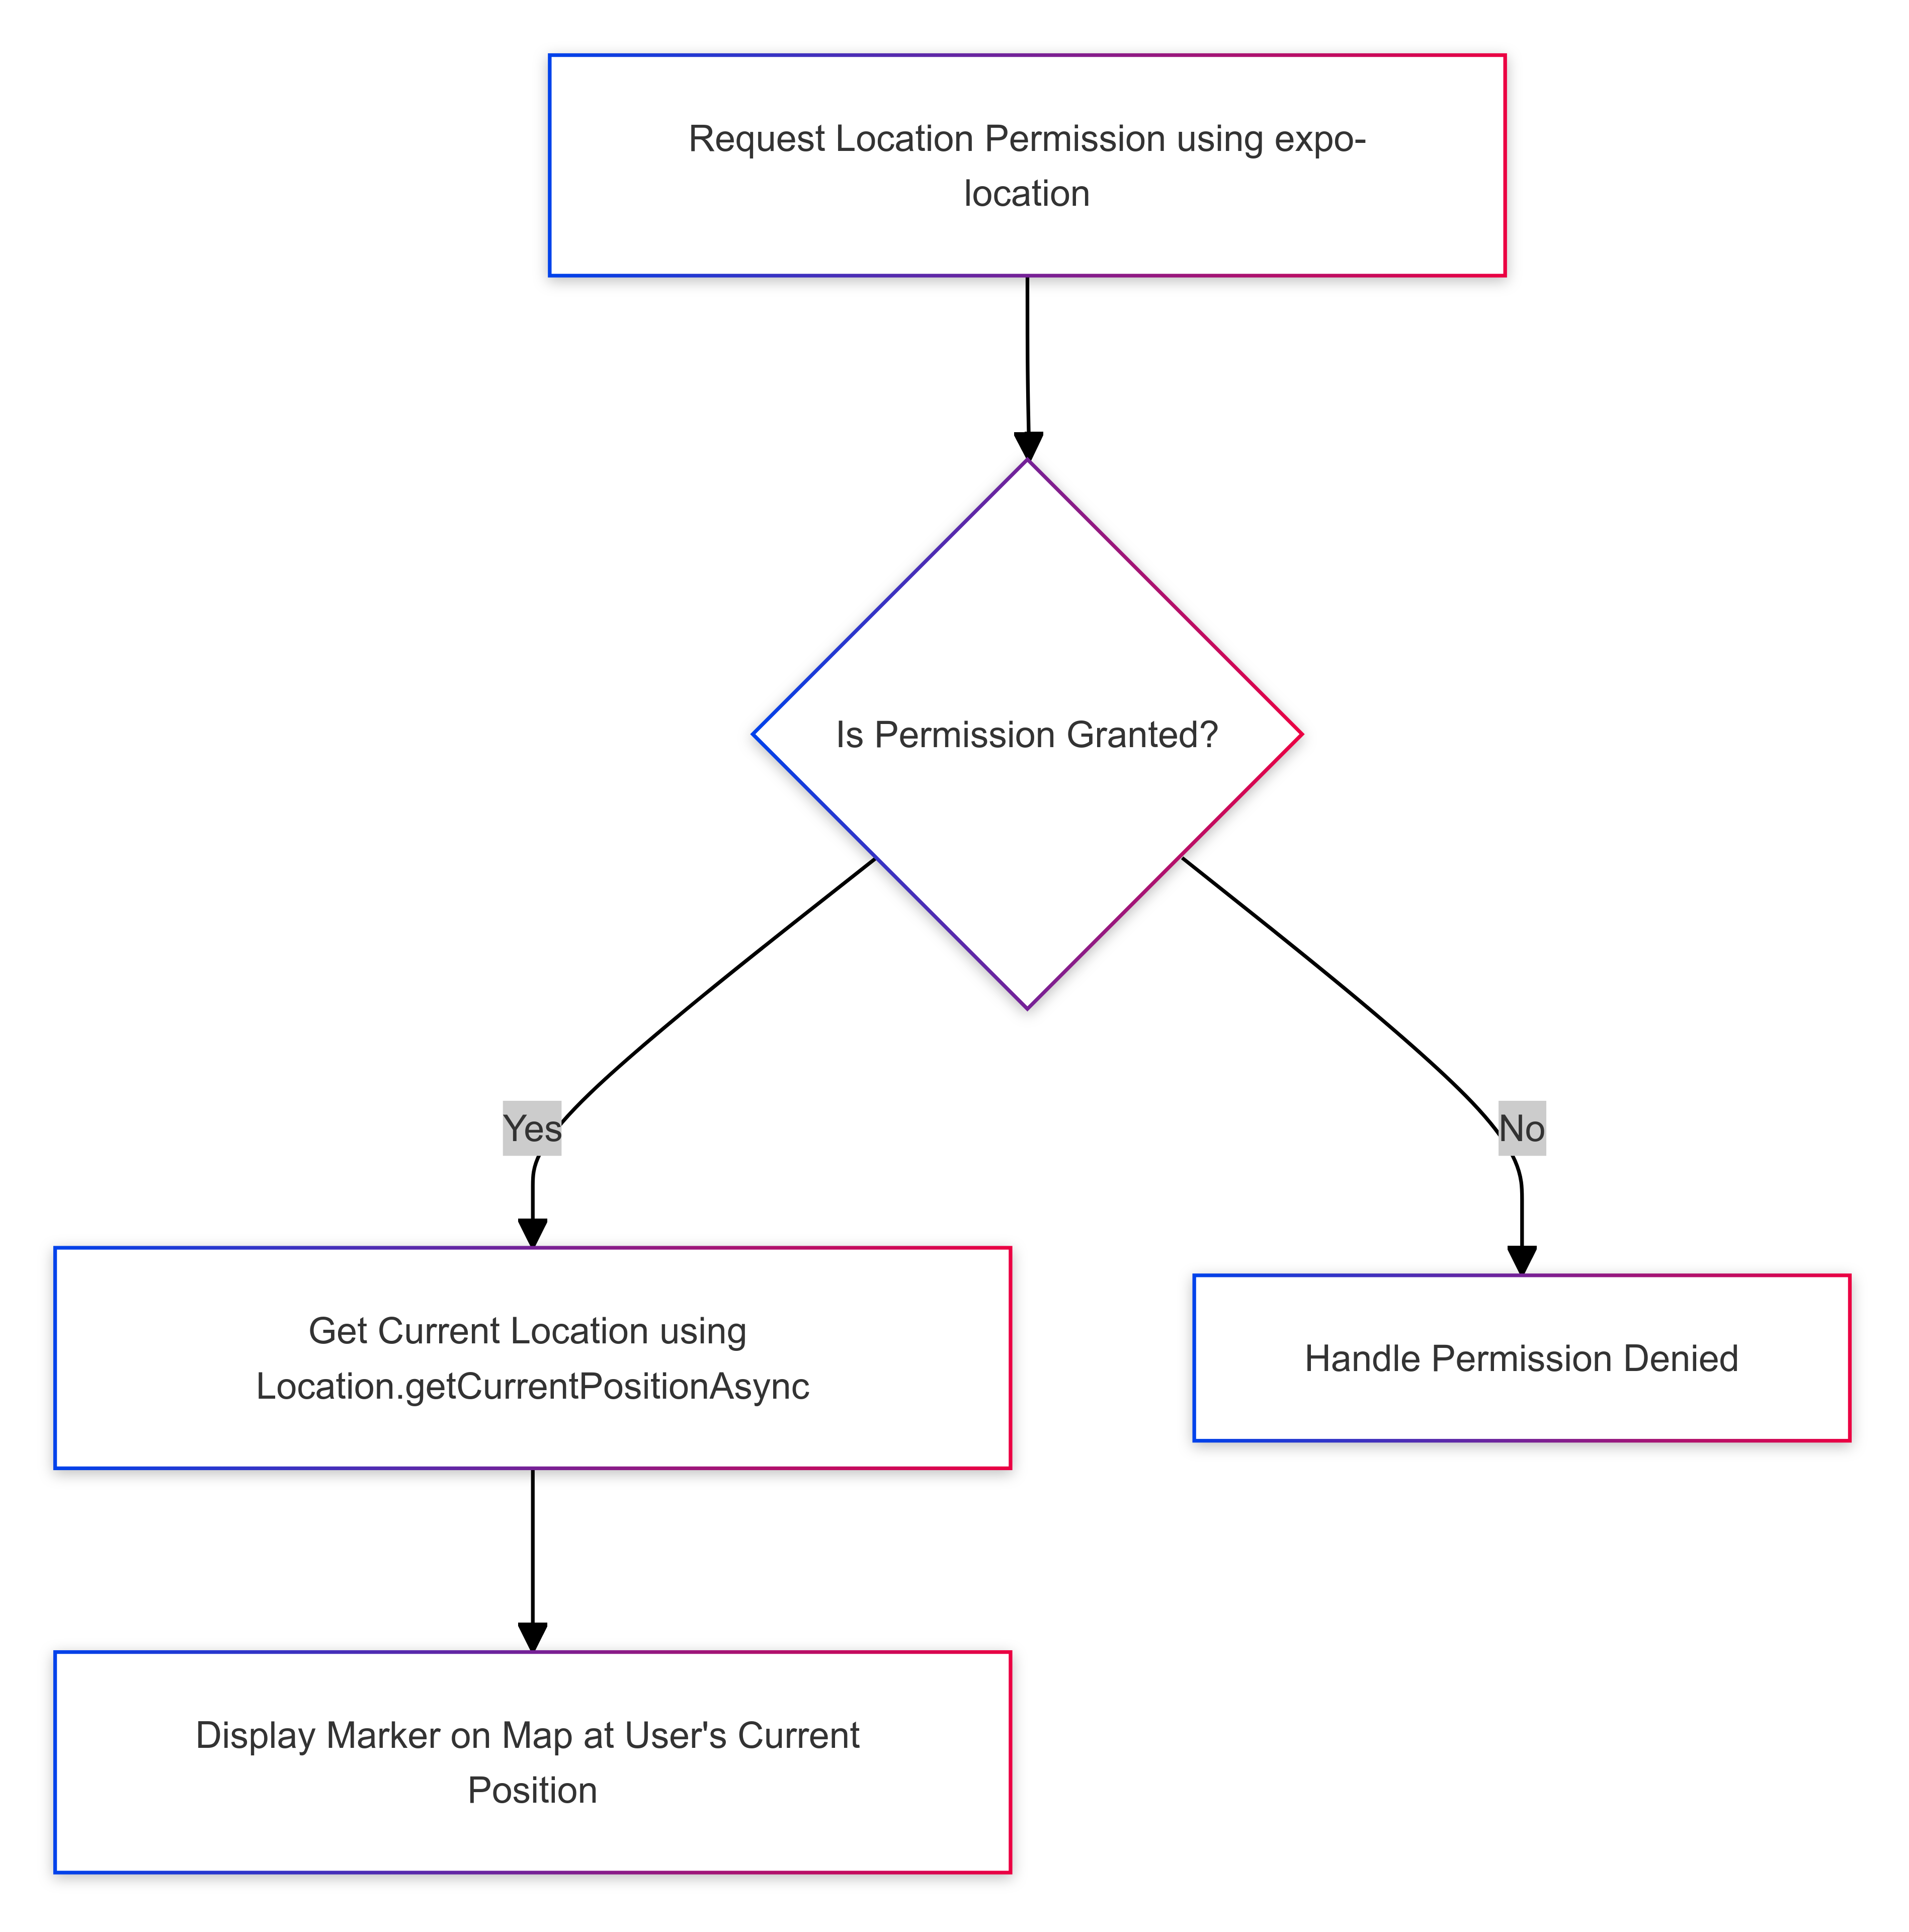 Request Location Permission using expo-
location
Is Permission Granted?
Yes
No
Get Current Location using
Location.getCurrentPositionAsync
Handle Permission Denied
Display Marker on Map at User's Current
Position